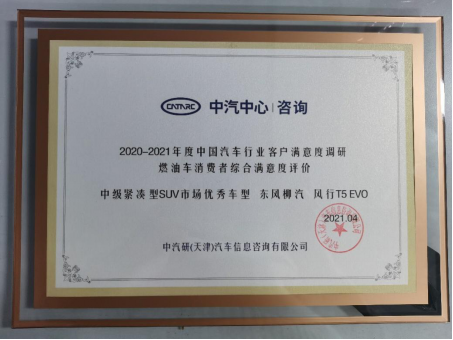 CATARC 中汽中心 | 咨询
2020-2021年度中国汽车行业客户满意度调研
燃油车消费者综合满意度评价
中级紧凑型SUV市场优秀车型 东风柳汽 风行T5 EVO
2021.04
中汽研(天津)汽车信息咨询有限公司